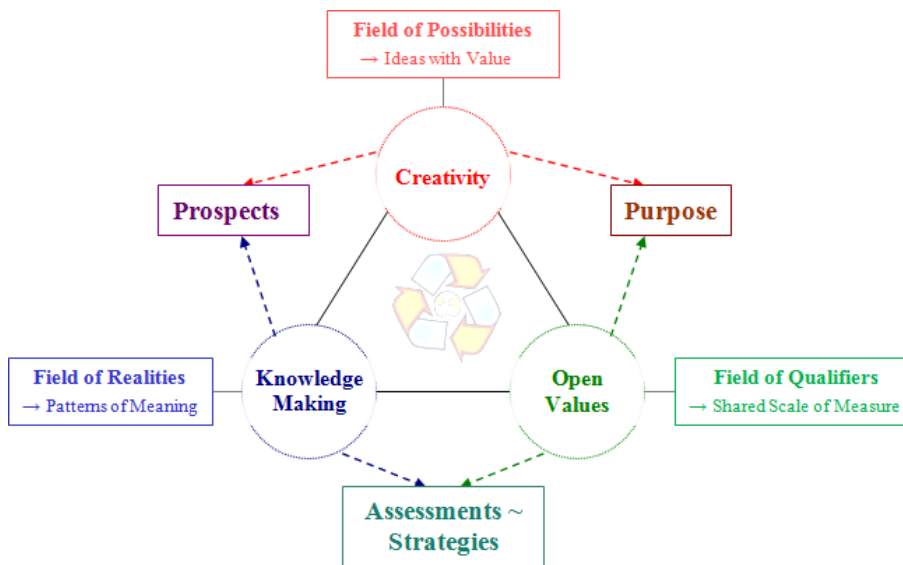 Field of Possibilities
→ Ideas with Value
Creativity
Prospects
Purpose
Field of Realities
→ Patterns of Meaning
Knowledge
Making
Open
Values
Field of Qualifiers
→ Shared Scale of Measure
Assessments ~
Strategies